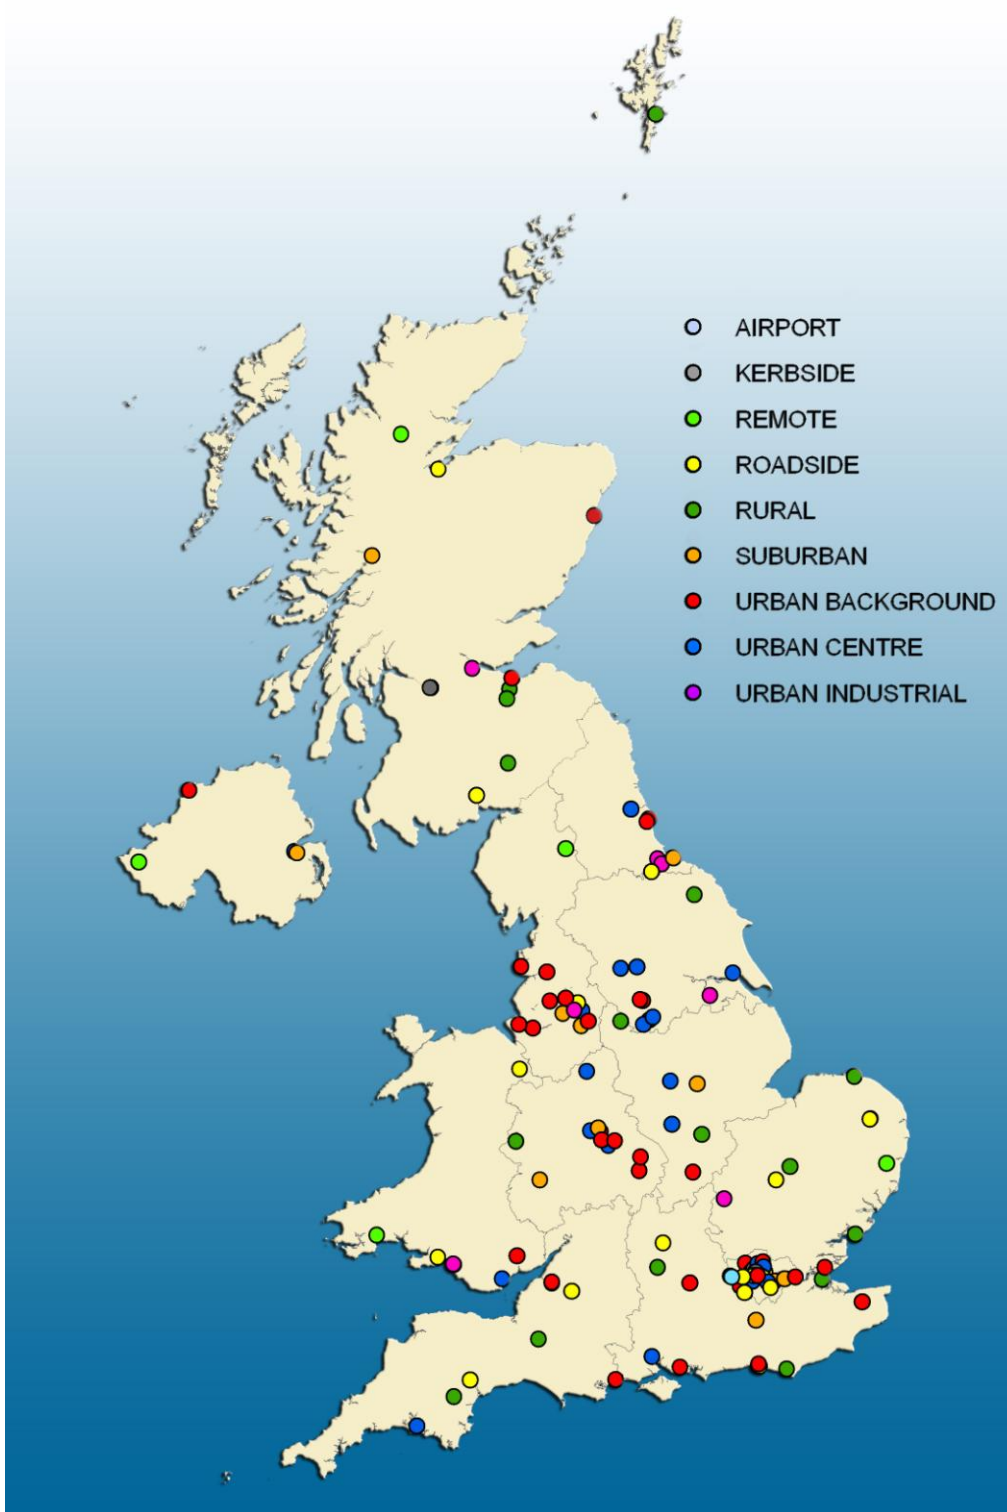 AIRPORT
KERBSIDE
REMOTE
ROADSIDE
RURAL
SUBURBAN
URBAN BACKGROUND
URBAN CENTRE
URBAN INDUSTRIAL